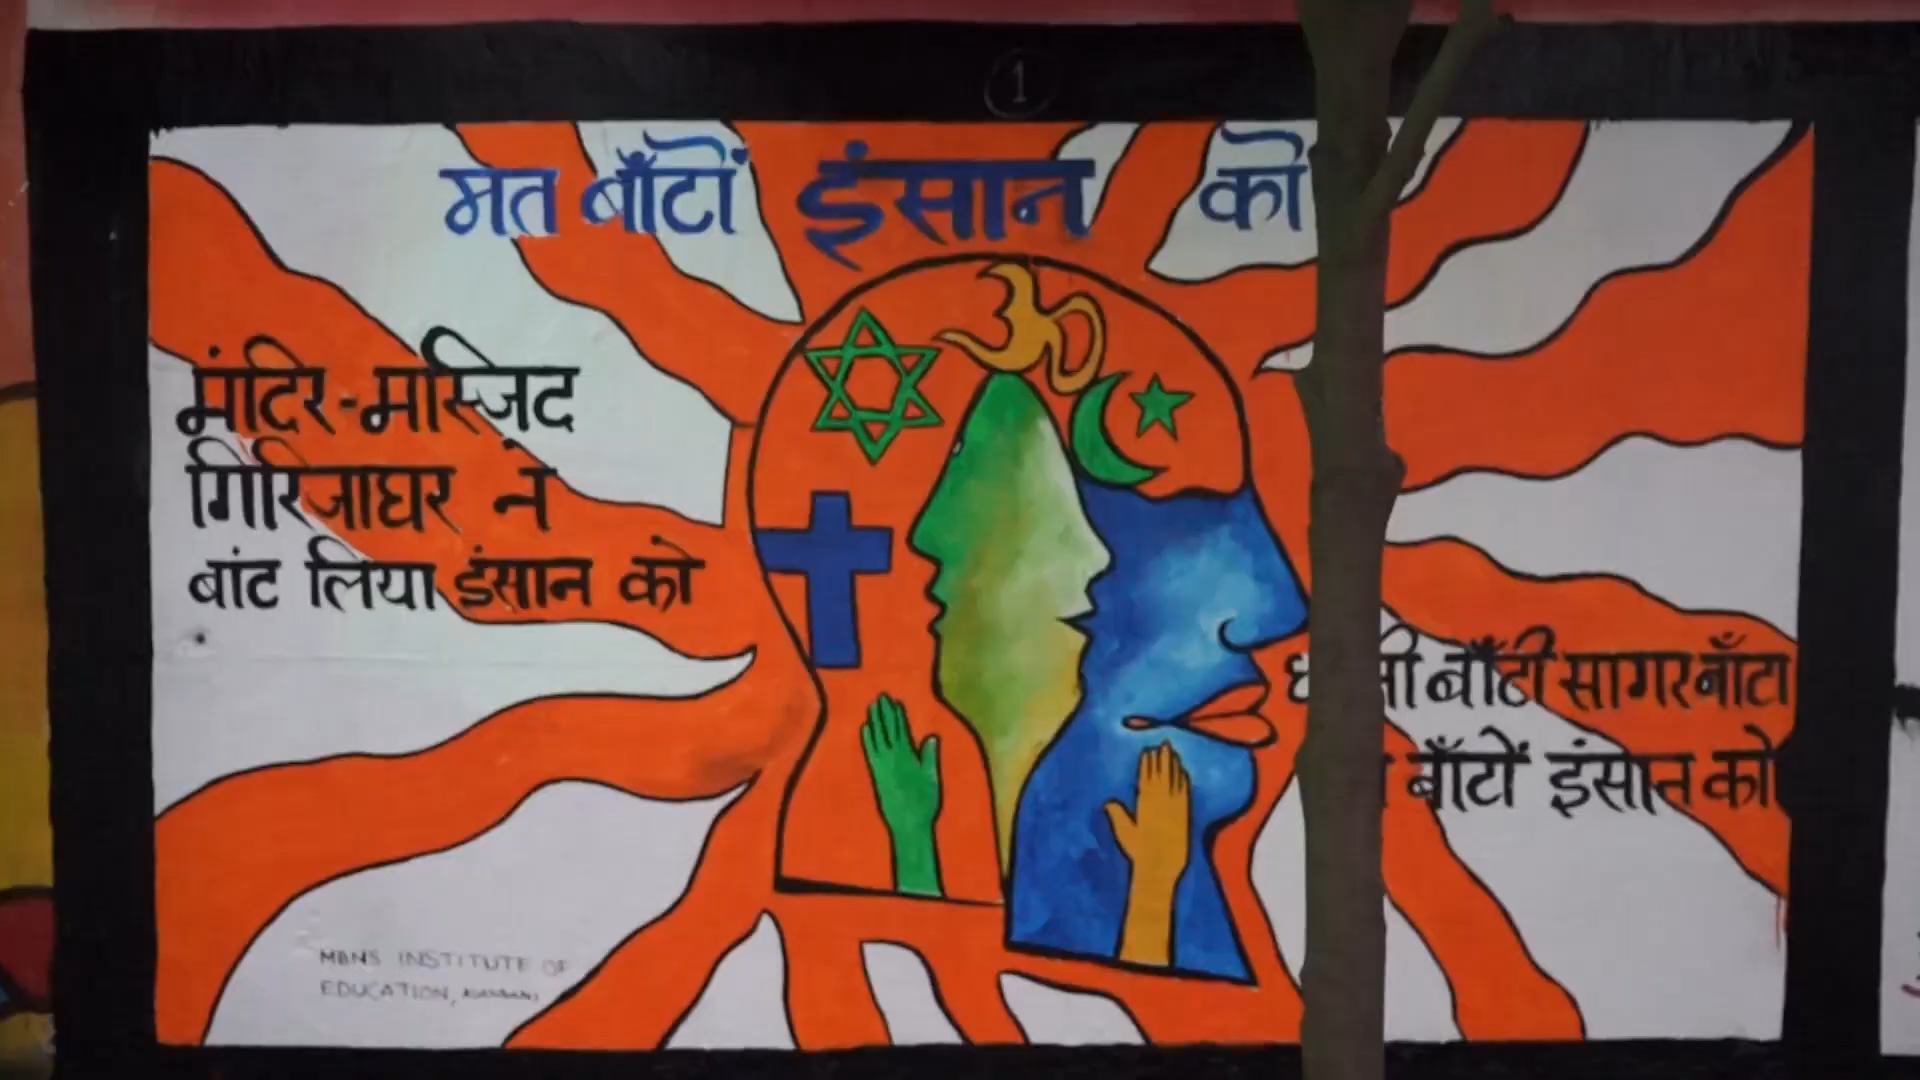 1
मत बाँटों इंसान को
मंदिर-मस्जिद
गिरिजाघर ने
बांट लिया इंसान को
बाँटी सागर बाँटा
बाँटों इंसान को
MBNS INSTITUTE OF
EDUCATION,